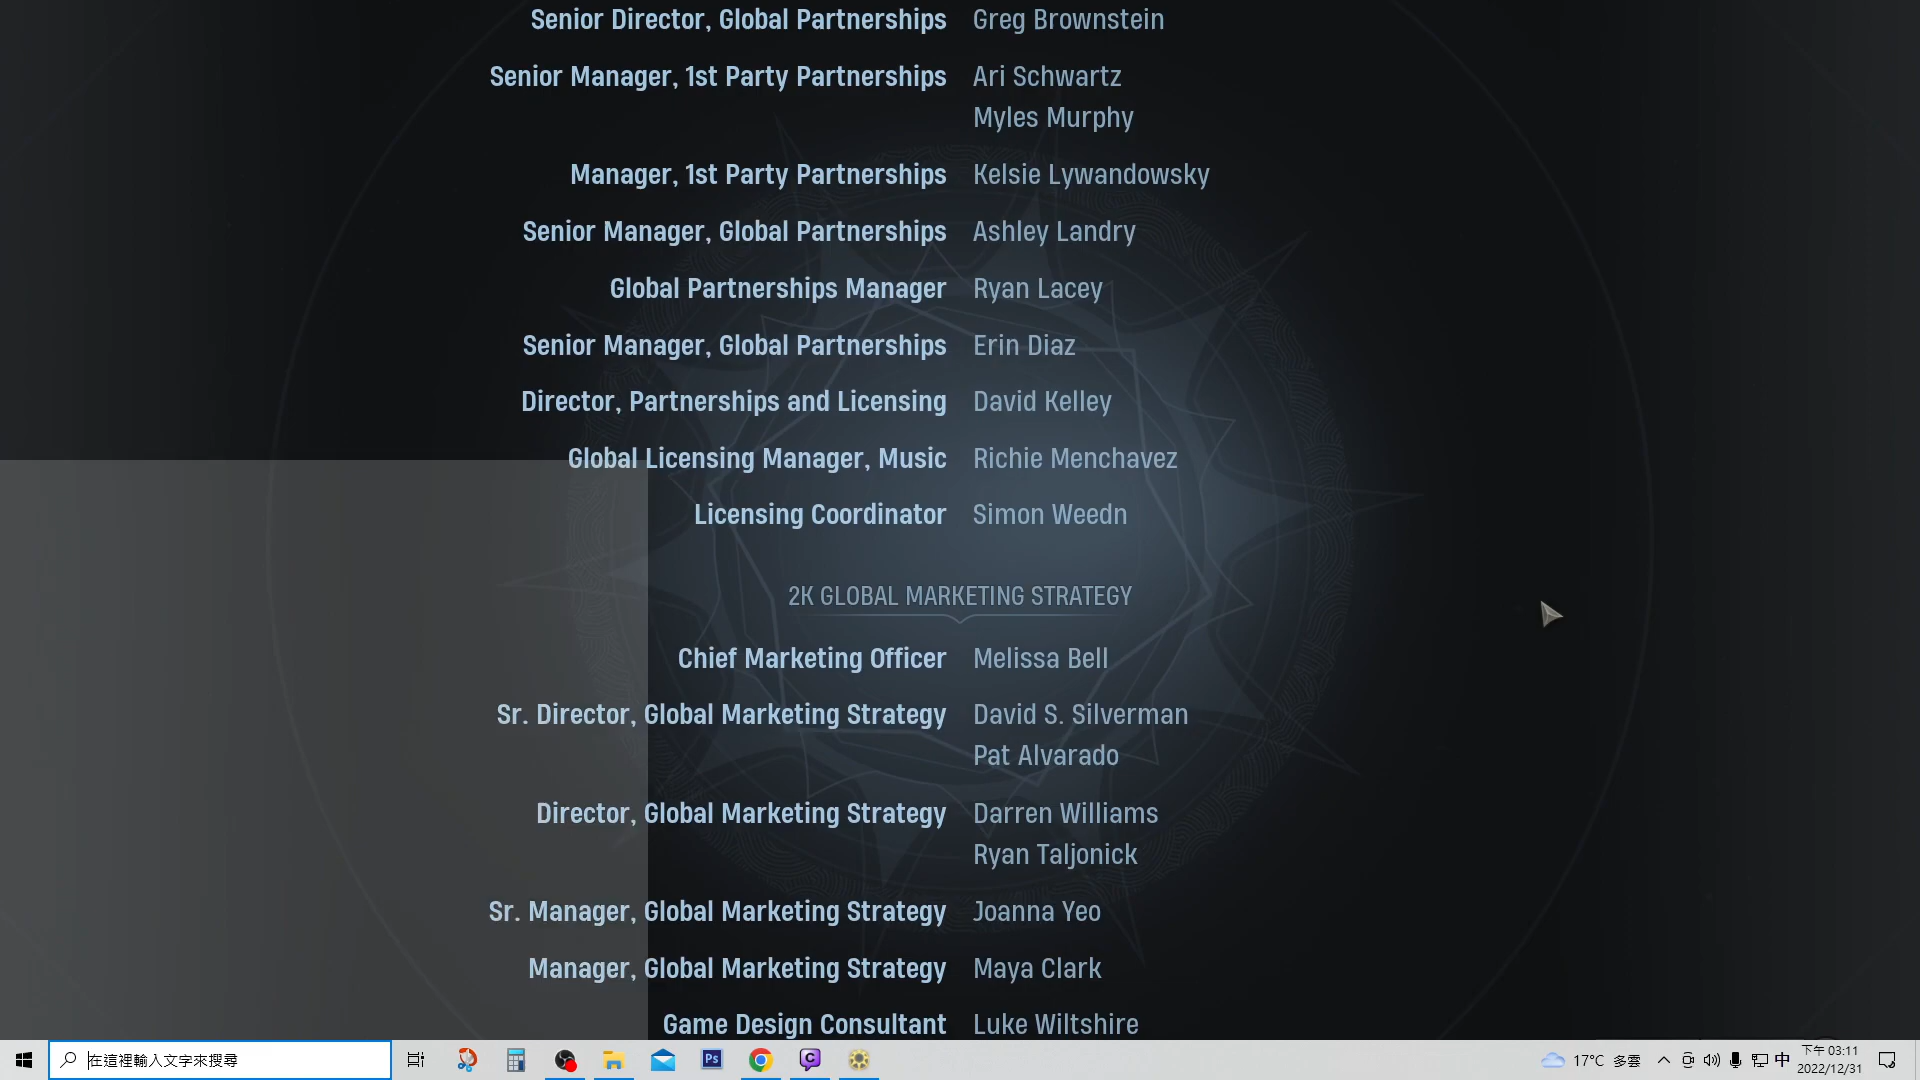 Senior Director, Global Partnerships Greg Brownstein
Senior Manager, 1st Party Partnerships Ari Schwartz
Myles Murphy
Manager, 1st Party Partnerships Kelsie Lywandowsky
Senior Manager, Global Partnerships Ashley Landry
Global Partnerships Manager Ryan Lacey
Senior Manager, Global Partnerships Erin Diaz
Director, Partnerships and Licensing David Kelley
Global Licensing Manager, Music Richie Menchavez
Licensing Coordinator Simon Weedn
2K GLOBAL MARKETING STRATEGY
Chief Marketing Officer Melissa Bell
Sr. Director, Global Marketing Strategy David S. Silverman
Pat Alvarado
Director, Global Marketing Strategy Darren Williams
Ryan Taljonick
Sr. Manager, Global Marketing Strategy Joanna Yeo
Manager, Global Marketing Strategy Maya Clark
Game Design Consultant Luke Wiltshire
在這裡輸入文字來搜尋
Ps
C
17°C 多雲
中
下午 03:11
2022/12/31